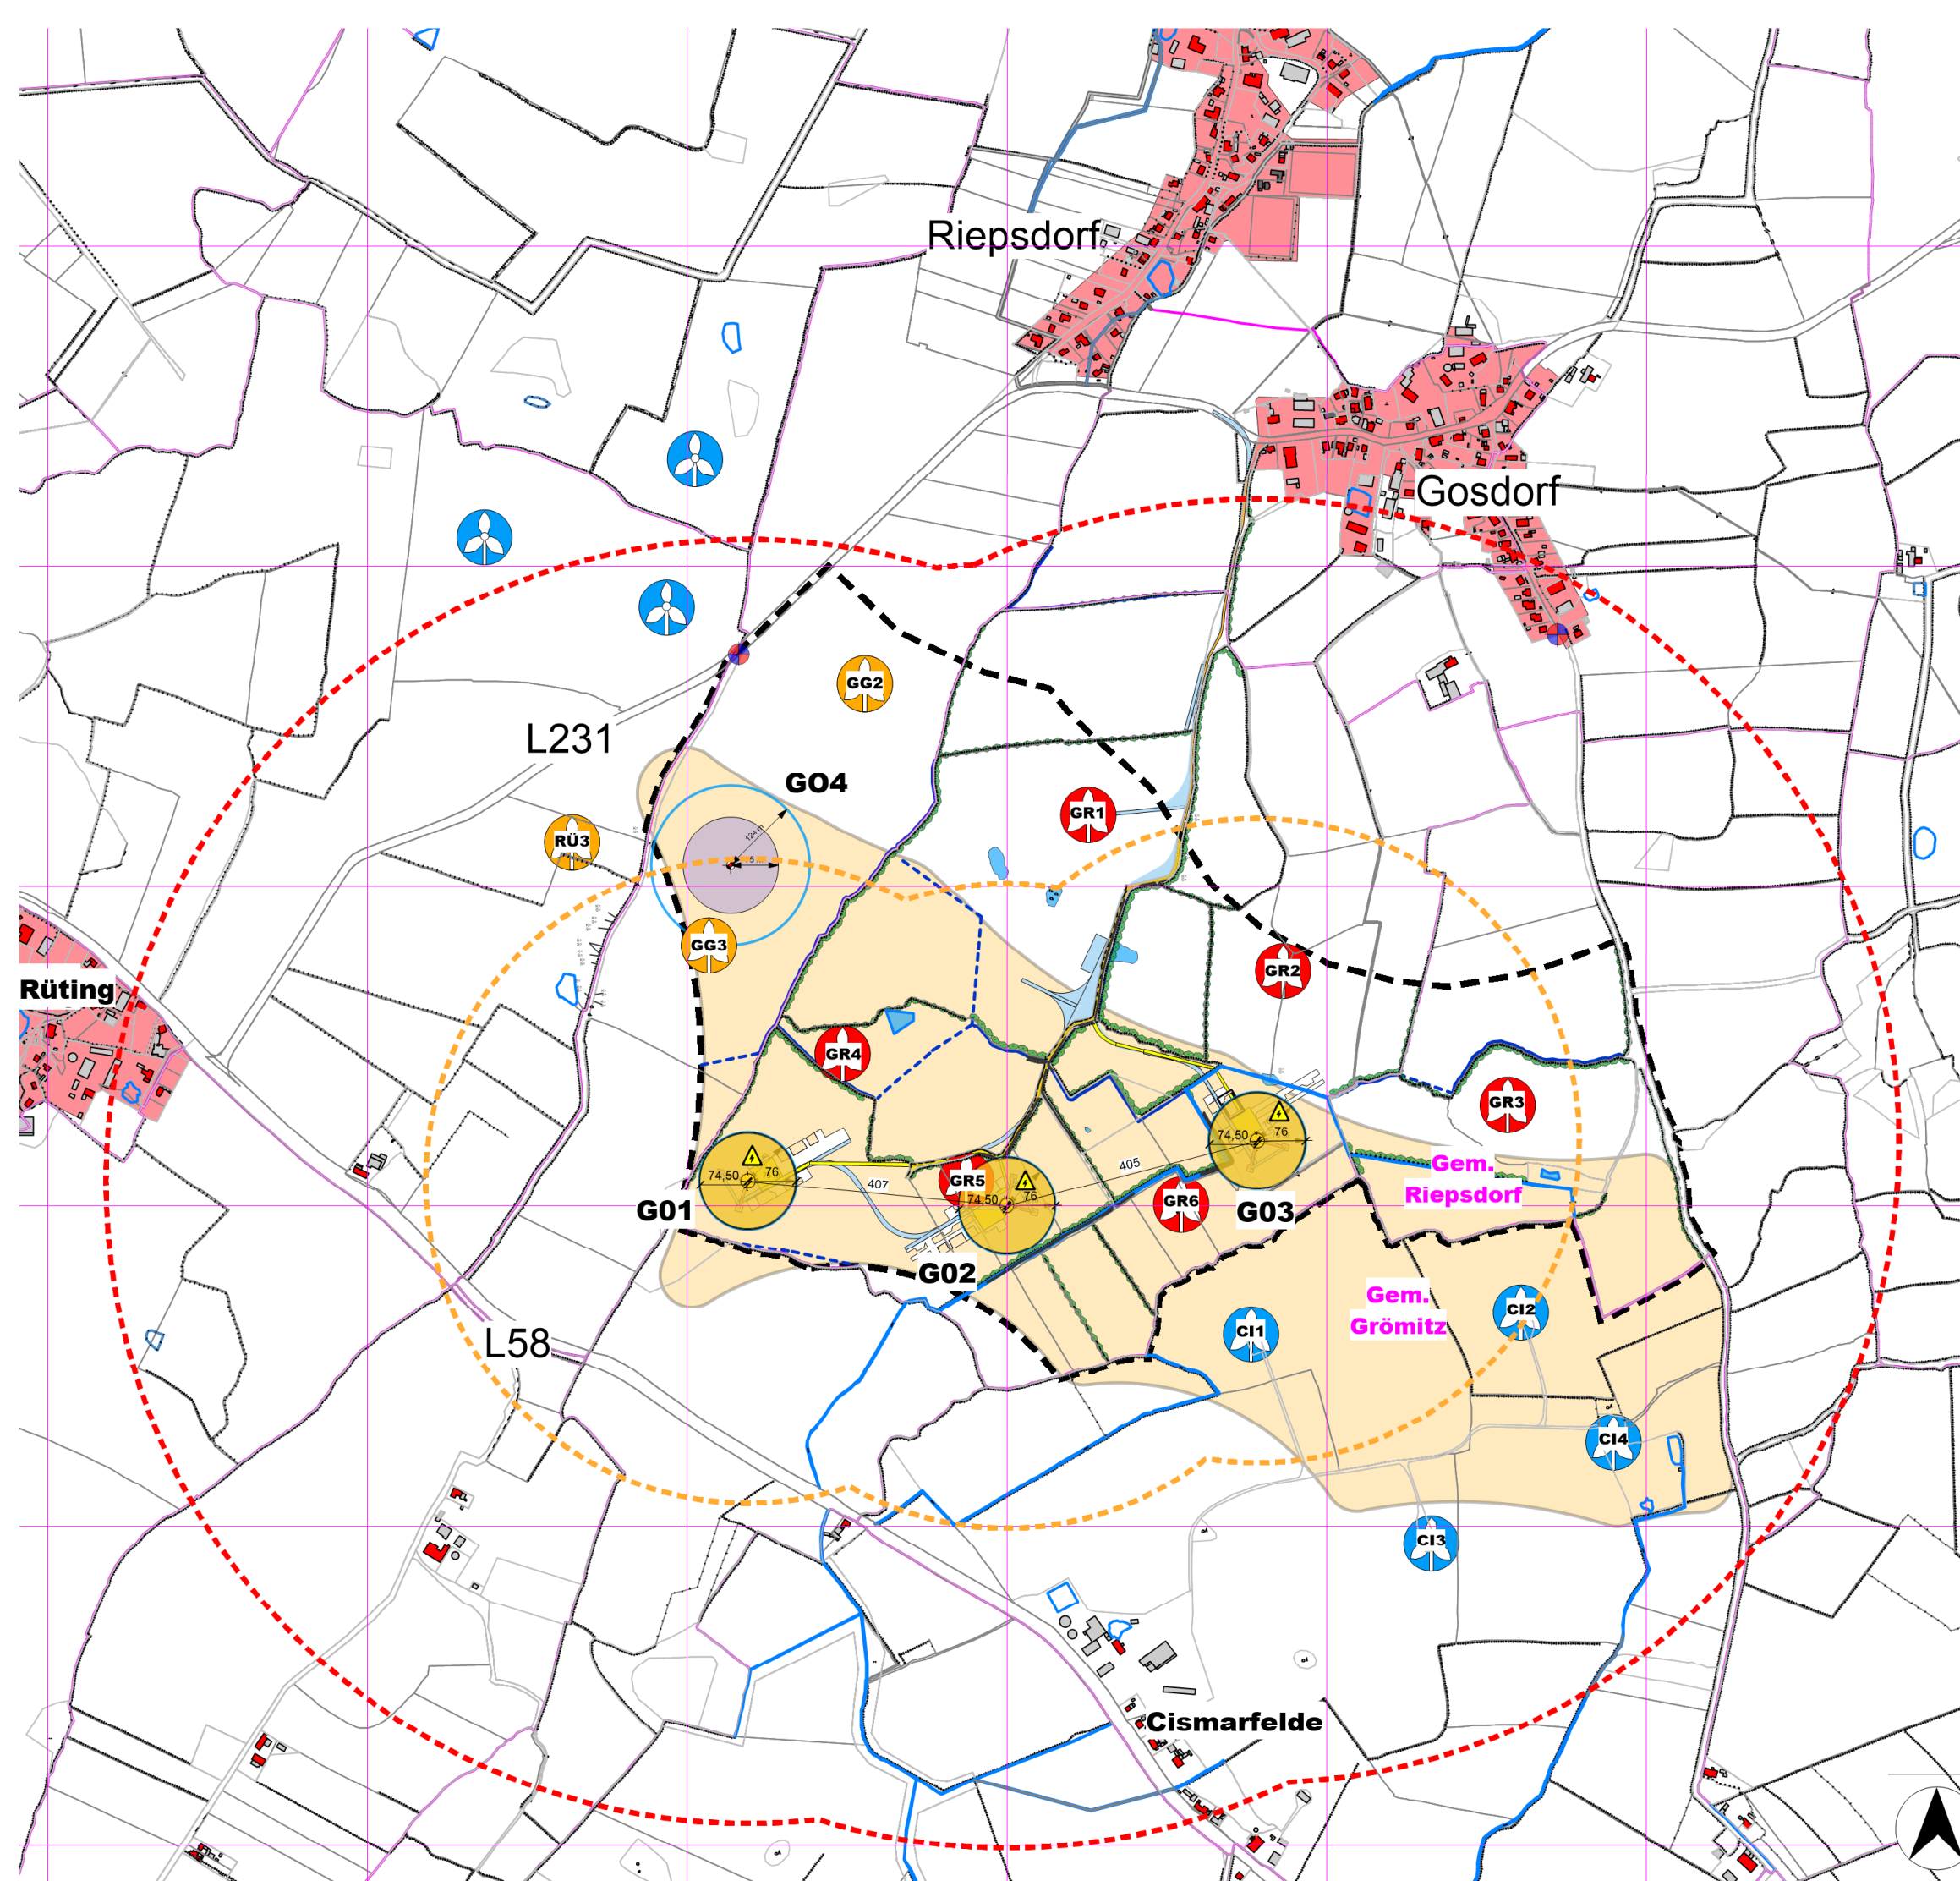 Riepsdorf
Gosdorf
GG2
L231
GO4
GR1
RÜ3
124 m
GG3
GR2
Rüting
GR4
GR3
74,50
76
405
74,50
76
Gem.
Riepsdorf
407
GR5
74,50
76
GR6
G01
G03
G02
Gem.
Grömitz
CI2
CI1
L58
CI4
CI3
Cismarfelde